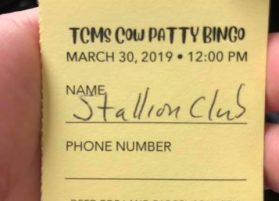 TCMS COW PATTY BINGO
MARCH 30, 2019 • 12:00 PM
NAME
Stallion Club
PHONE NUMBER